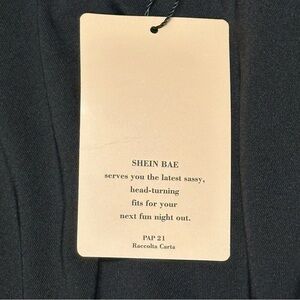 SHEIN BAE
serves you the latest sassy,
head-turning
fits for your
next fun night out.
PAP 21
Raccolta Carta